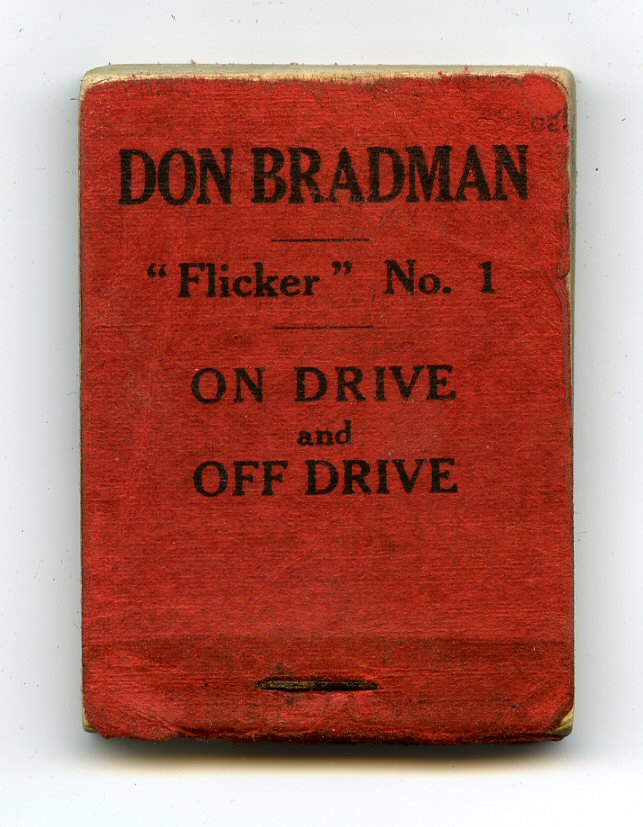 DON BRADMAN
“Flicker” No. 1
ON DRIVE
and
OFF DRIVE